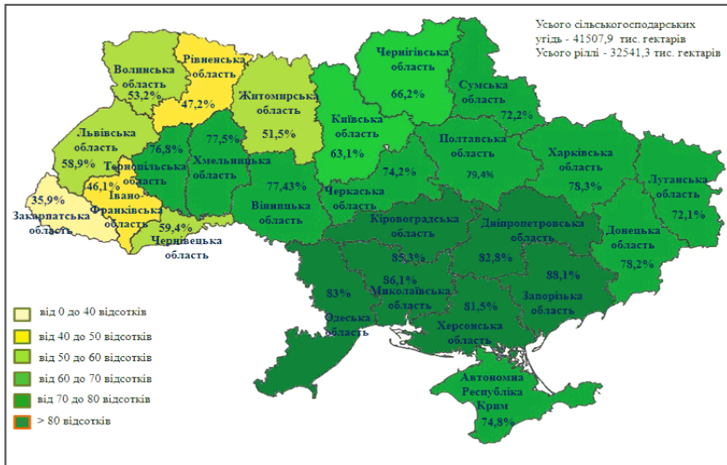 Усього сільськогосподарських
угідь - 41507,9 тис. гектарів
Усього ріллі - 32541,3 тис. гектарів
Волинська
область
53,2%
Рівненська
область
47,2%
Житомирська
область
51,5%
Чернігівська
область
66,2%
Сумська
область
72,2%
Київська
область
63,1%
Львівська
область
58,9%
76,8%
Тернопільська
область
77,5%
Хмельницька
область
77,43%
Вінницька
область
74,2%
Черкаська
область
Полтавська
область
79,4%
Харківська
область
78,3%
Луганська
область
72,1%
35,9%
Закарпатська
область
46,1%
Івано-
Франківська
область
59,4%
Чернівецька
область
Кіровоградська
область
85,3%
Дніпропетровська
область
82,8%
Донецька
область
78,2%
83%
Одеська
область
86,1%
Миколаївська
область
81,5%
Херсонська
область
88,1%
Запорізька
область
Автономна
Республіка
Крим
74,8%
від 0 до 40 відсотків
від 40 до 50 відсотків
від 50 до 60 відсотків
від 60 до 70 відсотків
від 70 до 80 відсотків
> 80 відсотків